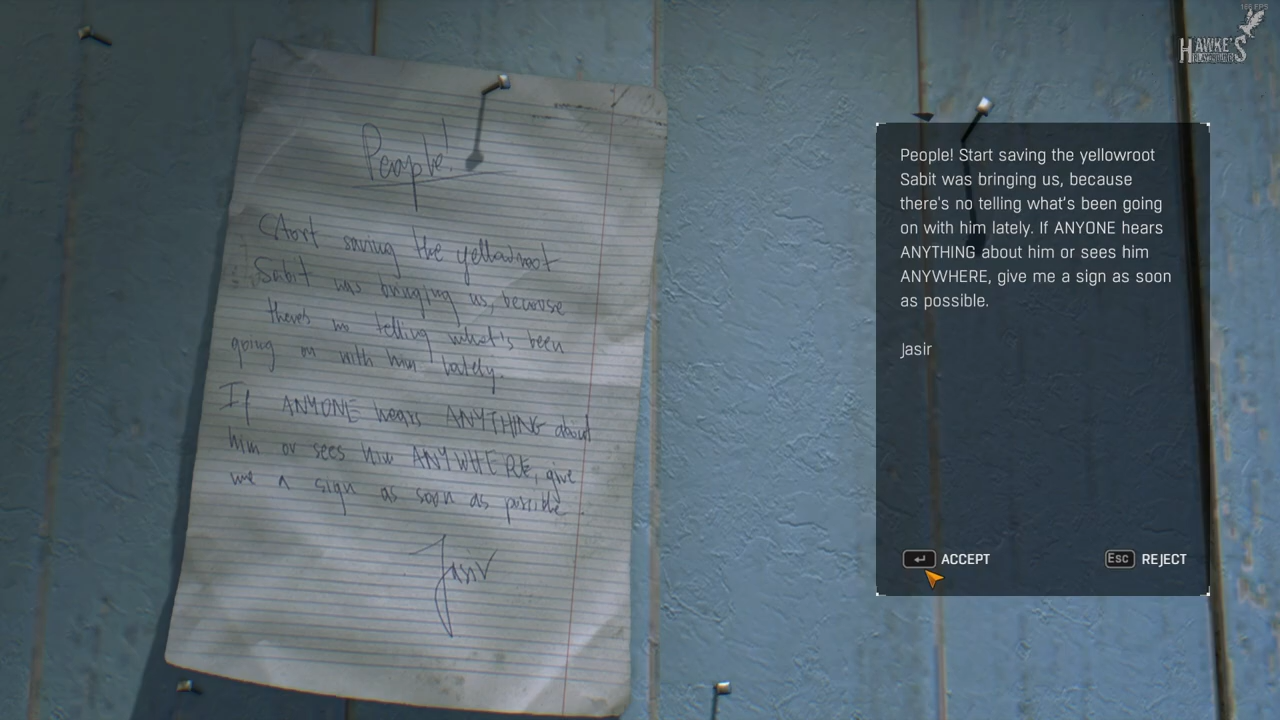 People!
Start saving the yellowroot
Sabit was bringing us, because
there's no telling what's been
going on with him lately.
If ANYONE hears ANYTHING about
him or sees him ANYWHERE, give
me a sign as soon as possible.
Jasir
166 FPS
HAWKE'S
People! Start saving the yellowroot
Sabit was bringing us, because
there's no telling what's been going
on with him lately. If ANYONE hears
ANYTHING about him or sees him
ANYWHERE, give me a sign as soon
as possible.
Jasir
↵ ACCEPT
Esc REJECT